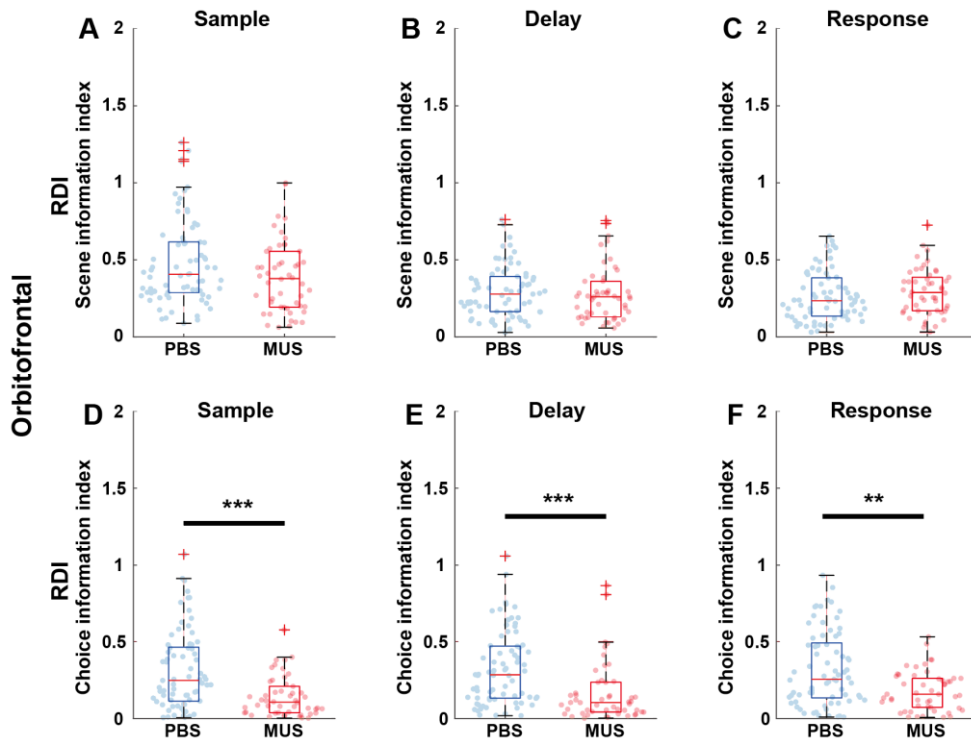 Orbitofrontal
A
Sample
RDI
Scene information index
2
1.5
1
0.5
0
PBS
MUS
B
Delay
Scene information index
2
1.5
1
0.5
0
PBS
MUS
C
Response
Scene information index
2
1.5
1
0.5
0
PBS
MUS
D
Sample
RDI
Choice information index
2
1.5
1
0.5
0
***
PBS
MUS
E
Delay
Choice information index
2
1.5
1
0.5
0
***
PBS
MUS
F
Response
Choice information index
2
1.5
1
0.5
0
**
PBS
MUS